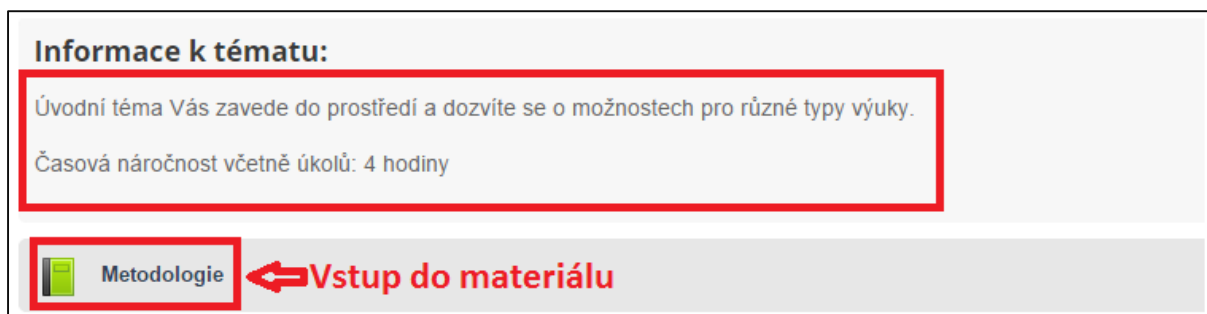 Informace k tématu:
Úvodní téma Vás zavede do prostředí a dozvíte se o možnostech pro různé typy výuky.
Časová náročnost včetně úkolů: 4 hodiny
Metodologie Vstup do materiálu